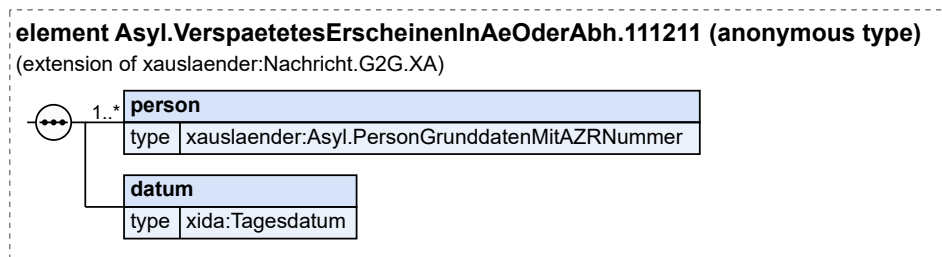 element Asyl.VerspaetetesErscheinenInAeOderAbh.111211 (anonymous type)
(extension of xauslaender:Nachricht.G2G.XA)
1..* person
type xauslaender:Asyl.PersonGrunddatenMitAZRNummer
datum
type xida:Tagesdatum